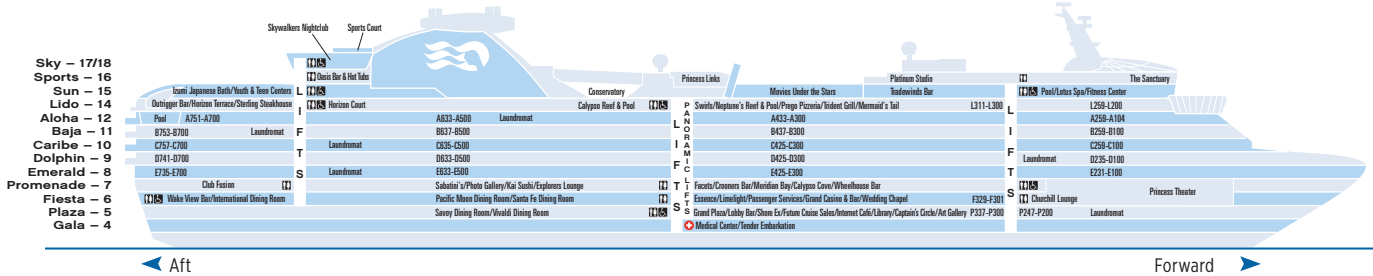 Skywalkers Nightclub Sports Court
Sky – 17/18
Sports – 16 Oasis Bar & Hot Tubs Princess Links Platinum Studio The Sanctuary
Sun – 15 Izumi Japanese Bath/Youth & Teen Centers Conservatory Movies Under the Stars Tradewinds Bar Pool/Lotus Spa/Fitness Center
Lido – 14 Outrigger Bar/Horizon Terrace/Sterling Steakhouse Horizon Court Calypso Reef & Pool Swirls/Neptune's Reef & Pool/Prego Pizzeria/Trident Grill/Mermaid's Tail L311-L300 L259-L200
Aloha – 12 Pool A751-A700 A633-A500 Laundromat A433-A300 A259-A104
Baja – 11 B753-B700 Laundromat B637-B500 B437-B300 B259-B100
Caribe – 10 C757-C700 Laundromat C635-C500 C425-C300 C259-C100
Dolphin – 9 D741-D700 D633-D500 D425-D300 Laundromat D235-D100
Emerald – 8 E735-E700 Laundromat E633-E500 E425-E300 E231-E100
Promenade – 7 Club Fusion Sabatini's/Photo Gallery/Kai Sushi/Explorers Lounge Facets/Crooners Bar/Meridian Bay/Calypso Cove/Wheelhouse Bar Princess Theater
Fiesta – 6 Wake View Bar/International Dining Room Pacific Moon Dining Room/Santa Fe Dining Room Essence/Limelight/Passenger Services/Grand Casino & Bar/Wedding Chapel F329-F301 Churchill Lounge
Plaza – 5 Savoy Dining Room/Vivaldi Dining Room Grand Plaza/Lobby Bar/Shore Ex/Future Cruise Sales/Internet Café/Library/Captain's Circle/Art Gallery P337-P300 P247-P200 Laundromat
Gala – 4 Medical Center/Tender Embarkation
LIFTS
LIFTS
PANORAMIC LIFTS
LIFTS
Aft Forward